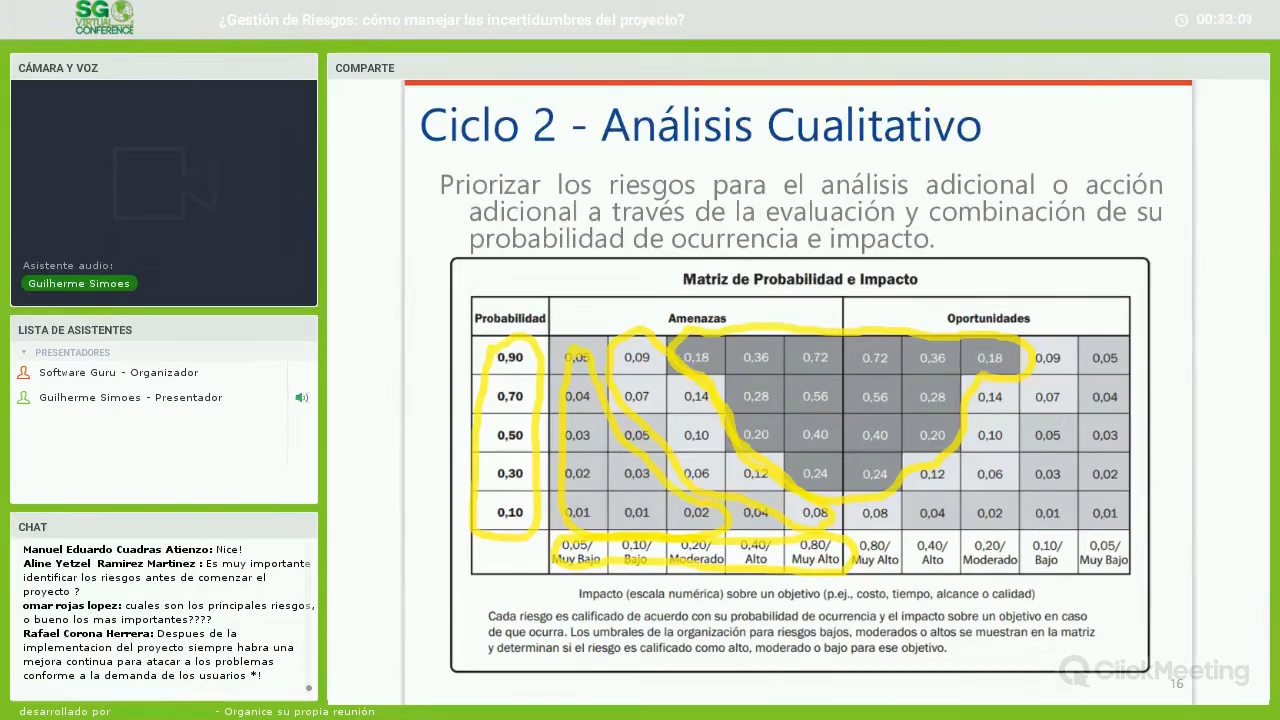 SG
VIRTUAL
CONFERENCE
¿Gestión de Riesgos: cómo manejar las incertidumbres del proyecto?
CÁMARA Y VOZ
Asistente audio:
Guilherme Simoes
LISTA DE ASISTENTES
PRESENTADORES
Software Guru - Organizador
Guilherme Simoes - Presentador
CHAT
Manuel Eduardo Cuadras Atienzo: Nice!
Aline Yetzel Ramirez Martinez : Es muy importante
identificar los riesgos antes de comenzar el
proyecto ?
omar rojas lopez: cuales son los principales riesgos,
o bueno los mas importantes????
Rafael Corona Herrera: Despues de la
implementacion del proyecto siempre habra una
mejora continua para atacar a los problemas
conforme a la demanda de los usuarios *!
COMPARTE
Ciclo 2 - Análisis Cualitativo
Priorizar los riesgos para el análisis adicional o acción
adicional a través de la evaluación y combinación de su
probabilidad de ocurrencia e impacto.
Matriz de Probabilidad e Impacto
Probabilidad Amenazas Oportunidades
0,90 0,05 0,09 0,18 0,36 0,72 0,72 0,36 0,18 0,09 0,05
0,70 0,04 0,07 0,14 0,28 0,56 0,56 0,28 0,14 0,07 0,04
0,50 0,03 0,05 0,10 0,20 0,40 0,40 0,20 0,10 0,05 0,03
0,30 0,02 0,03 0,06 0,12 0,24 0,24 0,12 0,06 0,03 0,02
0,10 0,01 0,01 0,02 0,04 0,08 0,08 0,04 0,02 0,01 0,01
0,05/ 0,10/ 0,20/ 0,40/ 0,80/ 0,80/ 0,40/ 0,20/ 0,10/ 0,05/
Muy Bajo Bajo Moderado Alto Muy Alto Muy Alto Alto Moderado Bajo Muy Bajo
Impacto (escala numérica) sobre un objetivo (p.ej., costo, tiempo, alcance o calidad)
Cada riesgo es calificado de acuerdo con su probabilidad de ocurrencia y el impacto sobre un objetivo en caso
de que ocurra. Los umbrales de la organización para riesgos bajos, moderados o altos se muestran en la matriz
y determinan si el riesgo es calificado como alto, moderado o bajo para ese objetivo.
ClickMeeting
16
desarrollado por - Organice su propia reunión